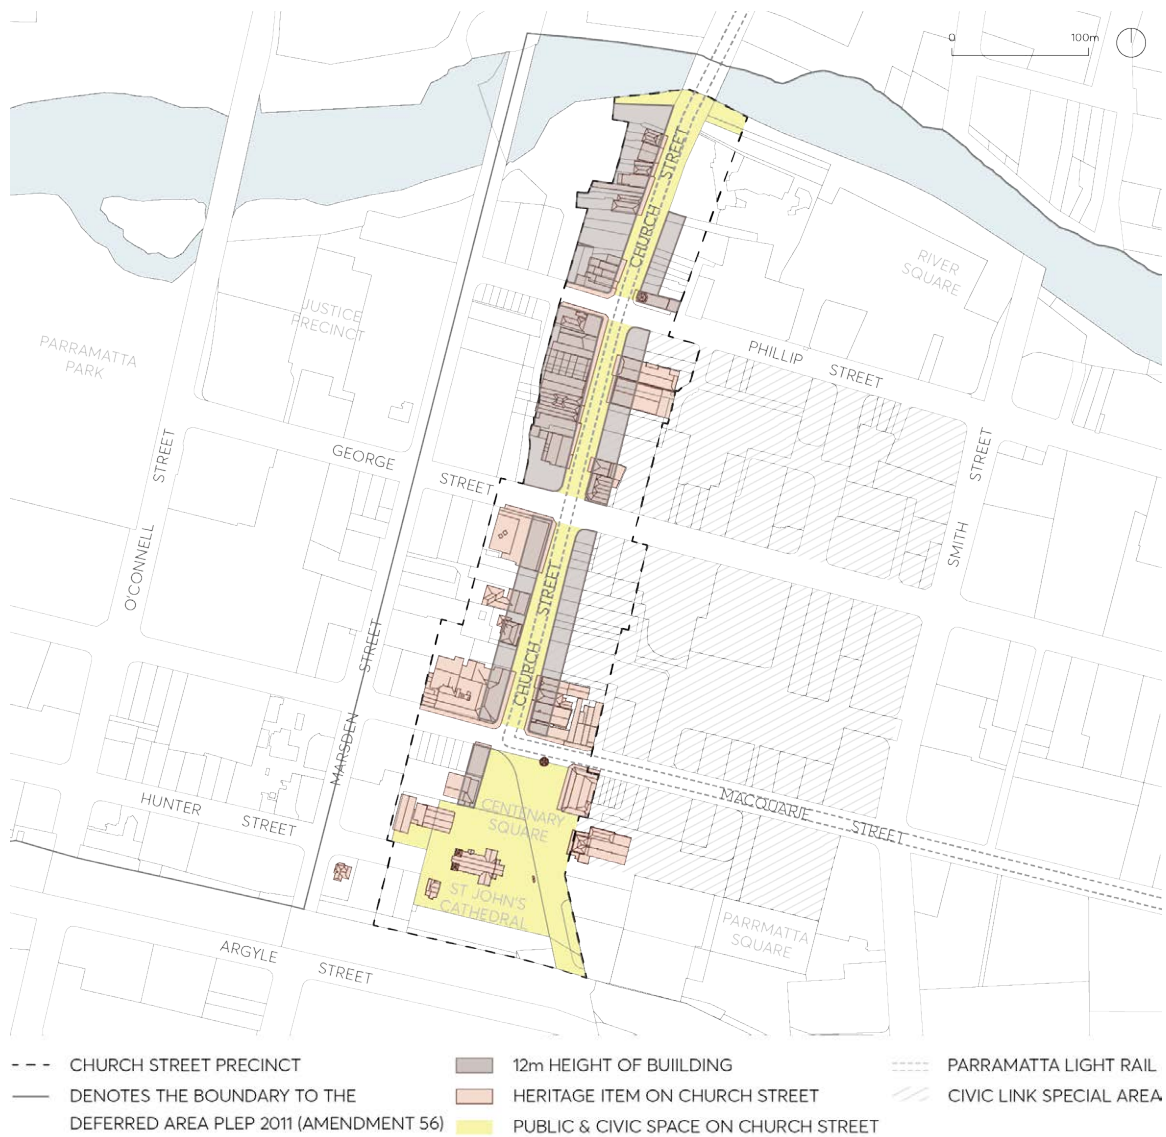 0 100m
CHURCH STREET
RIVER
SQUARE
JUSTICE
PRECINCT
PARRAMATTA
PARK
PHILLIP STREET
GEORGE STREET
O'CONNELL STREET
SMITH STREET
CHURCH STREET
MARSDEN STREET
HUNTER STREET
MACQUARIE STREET
CENTENARY
SQUARE
ST JOHN'S
CATHEDRAL
PARRMATTA
SQUARE
ARGYLE STREET
CHURCH STREET PRECINCT
DENOTES THE BOUNDARY TO THE
DEFERRED AREA PLEP 2011 (AMENDMENT 56)
12m HEIGHT OF BUIILDING
HERITAGE ITEM ON CHURCH STREET
PUBLIC & CIVIC SPACE ON CHURCH STREET
PARRAMATTA LIGHT RAIL
CIVIC LINK SPECIAL AREA